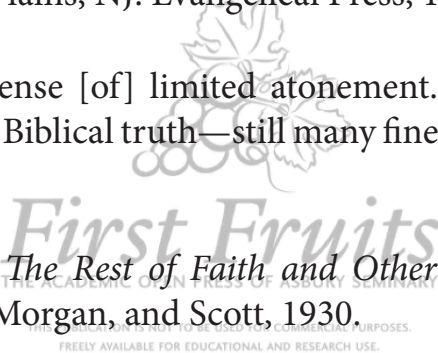 NJ: Evangelical Press,
ense [of] limited atonement.
Biblical truth—still many fine
First Fruits
The Rest of Faith and Other
THE ACADEMIC OPEN PRESS OF ASBURY SEMINARY
Morgan, and Scott, 1930.
THIS PUBLICATION IS NOT TO BE USED FOR COMMERCIAL PURPOSES.
FREELY AVAILABLE FOR EDUCATIONAL AND RESEARCH USE.